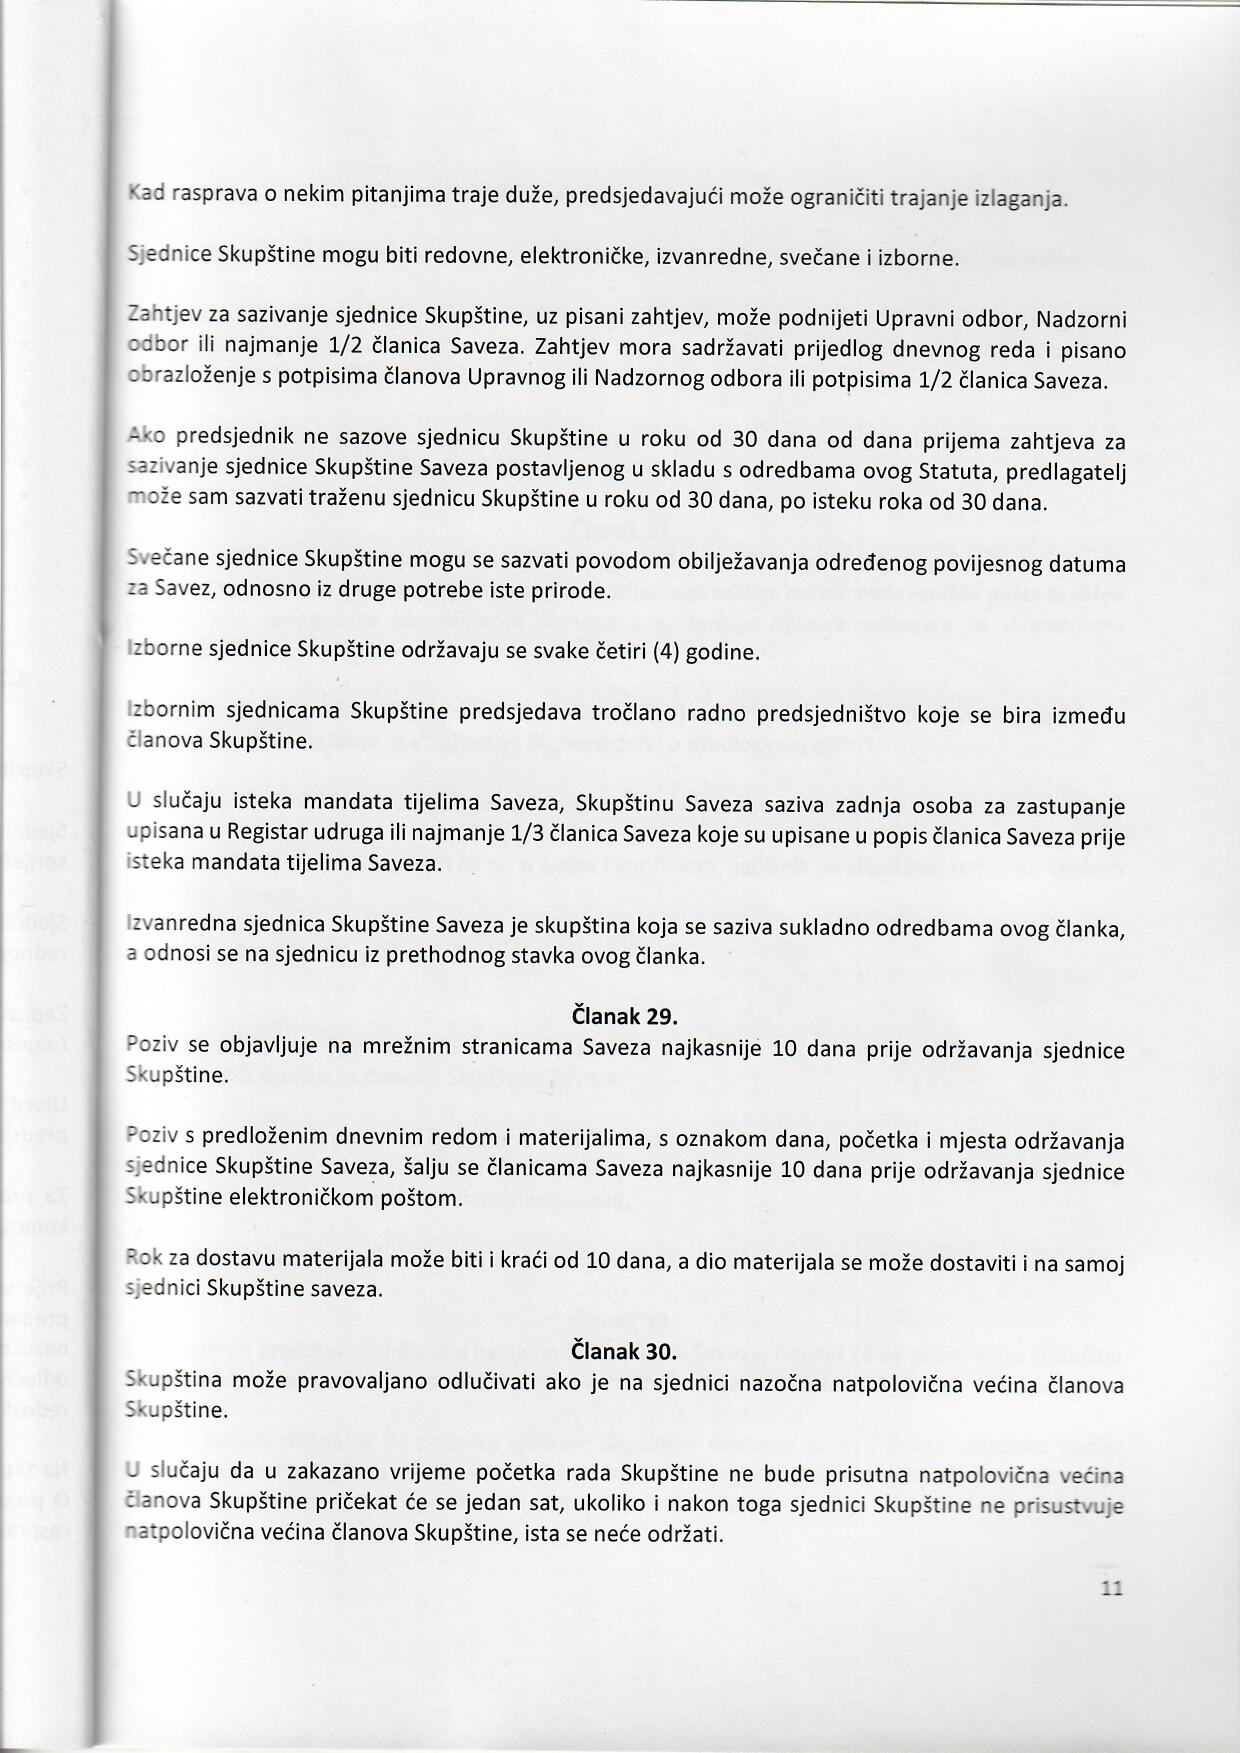 Kad rasprava o nekim pitanjima traje duže, predsjedavajući može ograničiti trajanje izlaganja.
Sjednice Skupštine mogu biti redovne, elektroničke, izvanredne, svečane i izborne.
Zahtjev za sazivanje sjednice Skupštine, uz pisani zahtjev, može podnijeti Upravni odbor, Nadzorni
odbor ili najmanje 1/2 članica Saveza. Zahtjev mora sadržavati prijedlog dnevnog reda i pisano
obrazloženje s potpisima članova Upravnog ili Nadzornog odbora ili potpisima 1/2 članica Saveza.
Ako predsjednik ne sazove sjednicu Skupštine u roku od 30 dana od dana prijema zahtjeva za
sazivanje sjednice Skupštine Saveza postavljenog u skladu s odredbama ovog Statuta, predlagatelj
može sam sazvati traženu sjednicu Skupštine u roku od 30 dana, po isteku roka od 30 dana.
Svečane sjednice Skupštine mogu se sazvati povodom obilježavanja određenog povijesnog datuma
za Savez, odnosno iz druge potrebe iste prirode.
Izborne sjednice Skupštine održavaju se svake četiri (4) godine.
Izbornim sjednicama Skupštine predsjedava tročlano radno predsjedništvo koje se bira između
članova Skupštine.
U slučaju isteka mandata tijelima Saveza, Skupštinu Saveza saziva zadnja osoba za zastupanje
upisana u Registar udruga ili najmanje 1/3 članica Saveza koje su upisane u popis članica Saveza prije
isteka mandata tijelima Saveza.
Izvanredna sjednica Skupštine Saveza je skupština koja se saziva sukladno odredbama ovog članka,
a odnosi se na sjednicu iz prethodnog stavka ovog članka.
Članak 29.
Poziv se objavljuje na mrežnim stranicama Saveza najkasnije 10 dana prije održavanja sjednice
Skupštine.
Poziv s predloženim dnevnim redom i materijalima, s oznakom dana, početka i mjesta održavanja
sjednice Skupštine Saveza, šalju se članicama Saveza najkasnije 10 dana prije održavanja sjednice
Skupštine elektroničkom poštom.
Rok za dostavu materijala može biti i kraći od 10 dana, a dio materijala se može dostaviti i na samoj
sjednici Skupštine saveza.
Članak 30.
Skupština može pravovaljano odlučivati ako je na sjednici nazočna natpolovična većina članova
Skupštine.
U slučaju da u zakazano vrijeme početka rada Skupštine ne bude prisutna natpolovična većina
članova Skupštine pričekat će se jedan sat, ukoliko i nakon toga sjednici Skupštine ne prisustvuje
natpolovična većina članova Skupštine, ista se neće održati.
11